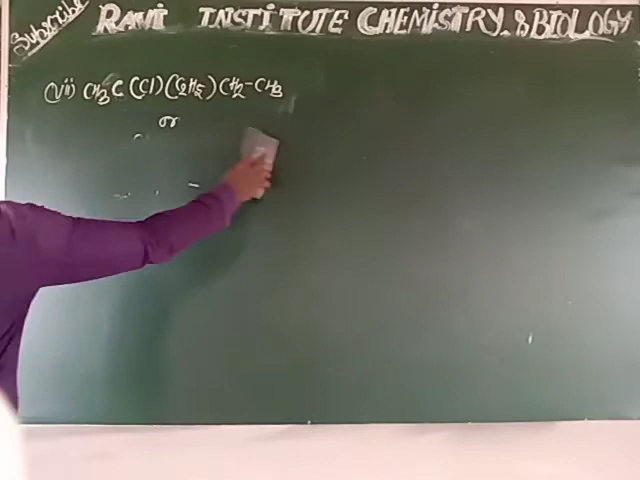 Subscribe
RAVI INSTITUTE CHEMISTRY & BIOLOGY
(vii) CH₃C(Cl)(C₂H₅)CH₂-CH₃
or